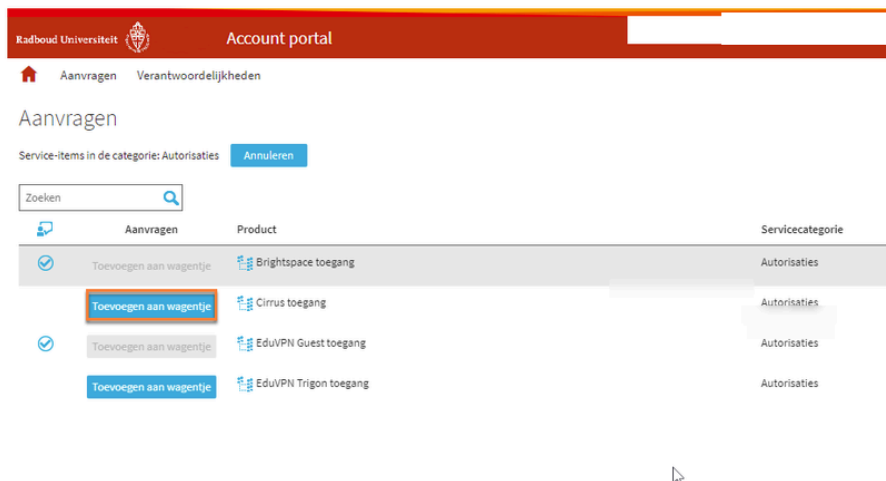 Radboud Universiteit
Account portal
Aanvragen Verantwoordelijkheden
Aanvragen
Service-items in de categorie: Autorisaties Annuleren
Zoeken
Aanvragen Product Servicecategorie
Toevoegen aan wagentje Brightspace toegang Autorisaties
Toevoegen aan wagentje Cirrus toegang Autorisaties
Toevoegen aan wagentje EduVPN Guest toegang Autorisaties
Toevoegen aan wagentje EduVPN Trigon toegang Autorisaties